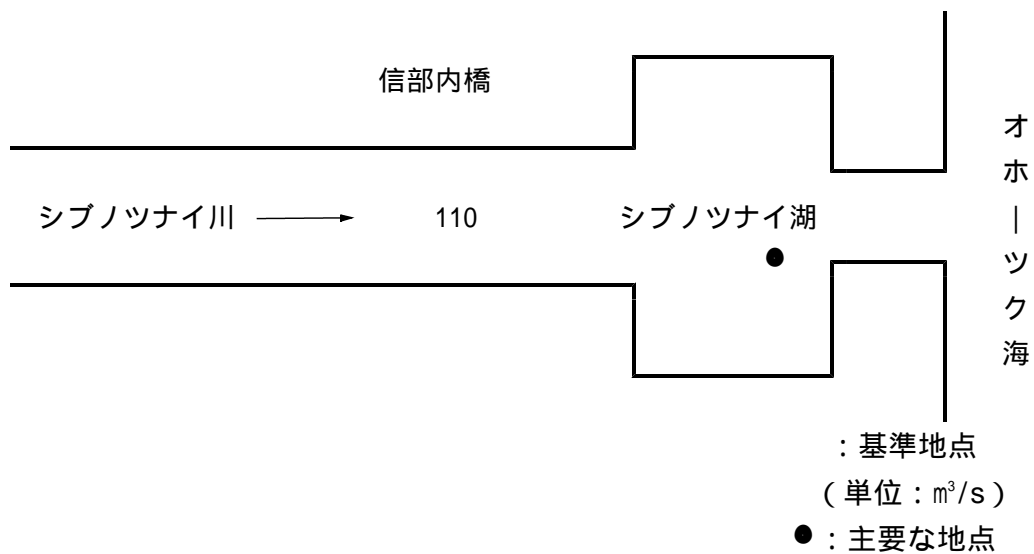 信部内橋
シブノツナイ川
110
シブノツナイ湖
オホーツク海
：基準地点
（単位：m³/s）
●：主要な地点